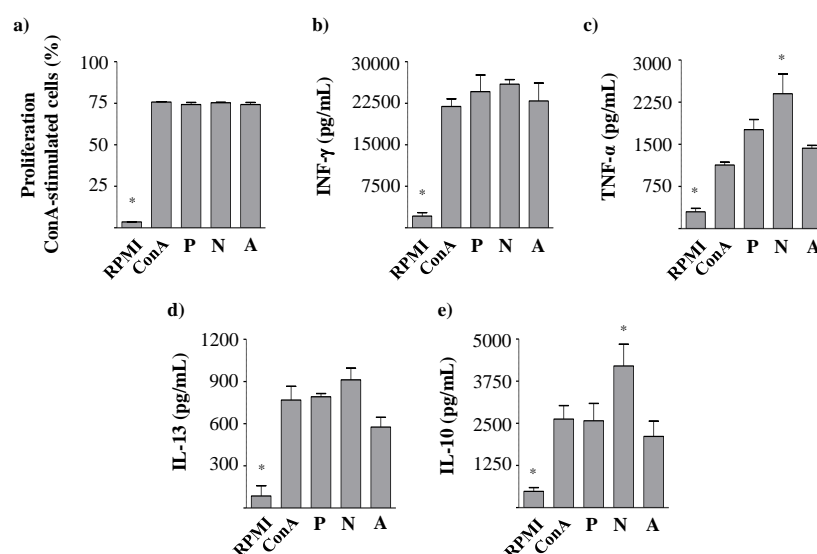 a)
Proliferation
ConA-stimulated cells (%)
100
75
50
25
*
RPMI ConA P N A
b)
INF-γ (pg/mL)
30000
22500
15000
7500
*
RPMI ConA P N A
c)
TNF-α (pg/mL)
3000
2250
1500
750
*
*
RPMI ConA P N A
d)
IL-13 (pg/mL)
1200
900
600
300
*
RPMI ConA P N A
e)
IL-10 (pg/mL)
5000
3750
2500
1250
*
*
RPMI ConA P N A